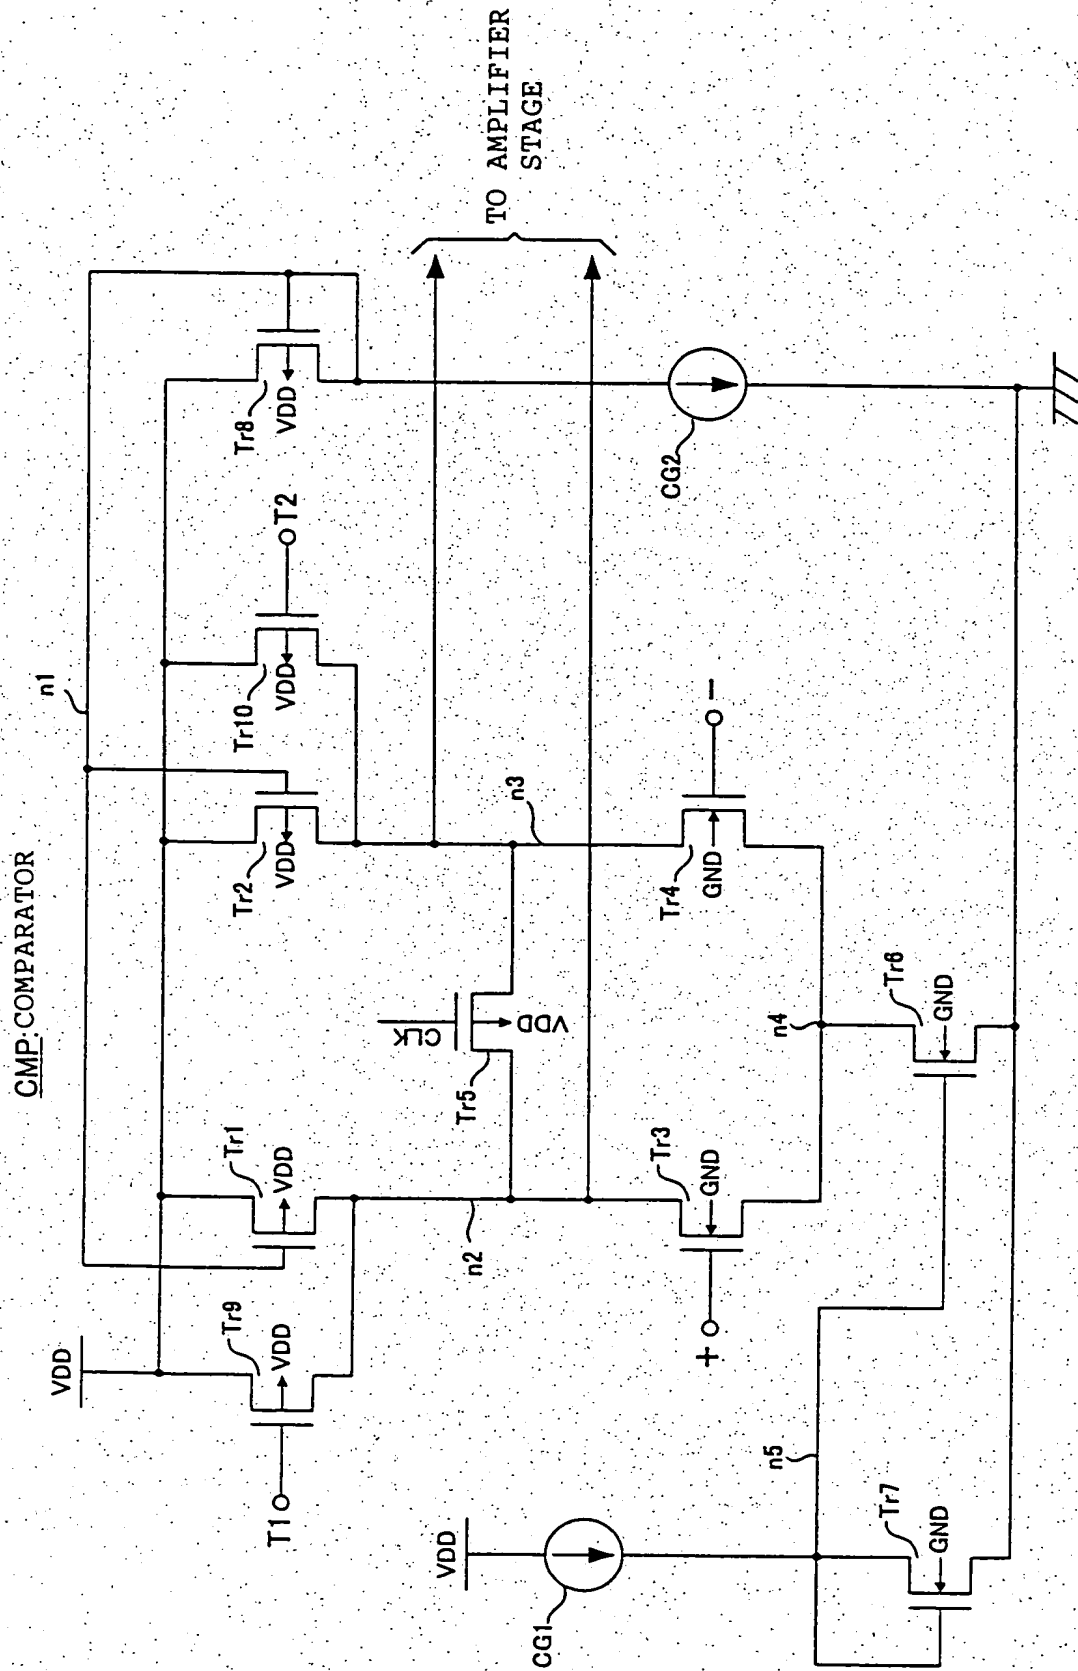 CMP:COMPARATOR
VDD
n1
Tr9
VDD
T1
Tr1
VDD
Tr2
VDD
Tr10
VDD
T2
Tr8
VDD
TO AMPLIFIER
STAGE
n2
Tr5
CLK
VDD
n3
VDD
CG1
+
Tr3
GND
Tr4
GND
−
CG2
n5
n4
Tr7
GND
Tr6
GND